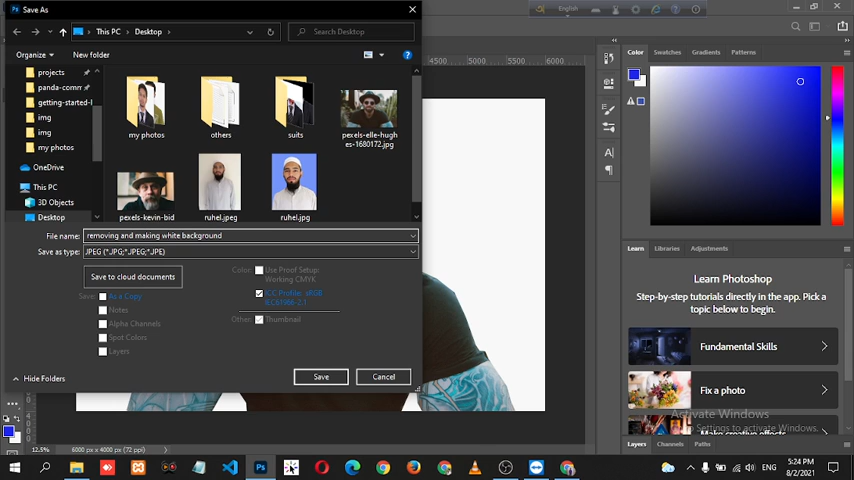 Save As
English
This PC > Desktop >
Search Desktop
Organize
New folder
projects
panda-comm
getting-started-l
img
img
my photos
OneDrive
This PC
3D Objects
Desktop
my photos
others
suits
pexels-elle-hugh
es-1680172.jpg
pexels-kevin-bid
ruhel.jpeg
ruhel.jpg
File name:
removing and making white background
Save as type:
JPEG (*.JPG;*.JPEG;*.JPE)
Save to cloud documents
Save:
As a Copy
Notes
Alpha Channels
Spot Colors
Layers
Color:
Use Proof Setup:
Working CMYK
ICC Profile: sRGB
IEC61966-2.1
Other:
Thumbnail
Hide Folders
Save
Cancel
4500
5000
5500
6000
Color
Swatches
Gradients
Patterns
Learn
Libraries
Adjustments
Learn Photoshop
Step-by-step tutorials directly in the app. Pick a
topic below to begin.
Fundamental Skills
Fix a photo
Make creative effects
Activate Windows
Settings to activate Windows.
Layers
Channels
Paths
12.5%
6000 px x 4000 px (72 ppi)
ENG
5:24 PM
8/2/2021